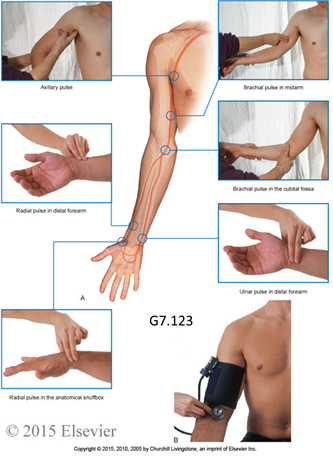 Axillary pulse
Brachial pulse in midarm
Radial pulse in distal forearm
Brachial pulse in the cubital fossa
Ulnar pulse in distal forearm
A
G7.123
Radial pulse in the anatomical snuffbox
B
© 2015 Elsevier
Copyright © 2015, 2010, 2005 by Churchill Livingstone, an imprint of Elsevier Inc.